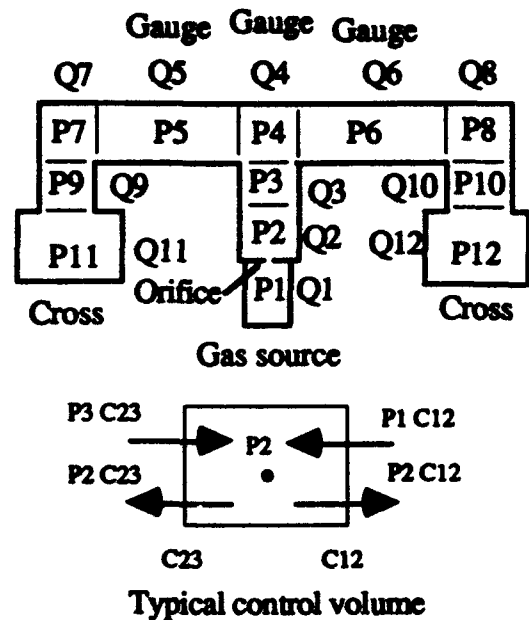 Gauge Gauge Gauge
Q7 Q5 Q4 Q6 Q8
P7 P5 P4 P6 P8
P9 Q9 P3 Q3 Q10 P10
P11 Q11 P2 Q2 Q12 P12
Orifice P1 Q1
Cross Cross
Gas source
P3 C23 P2 P1 C12
P2 C23 P2 C12
C23 C12
Typical control volume